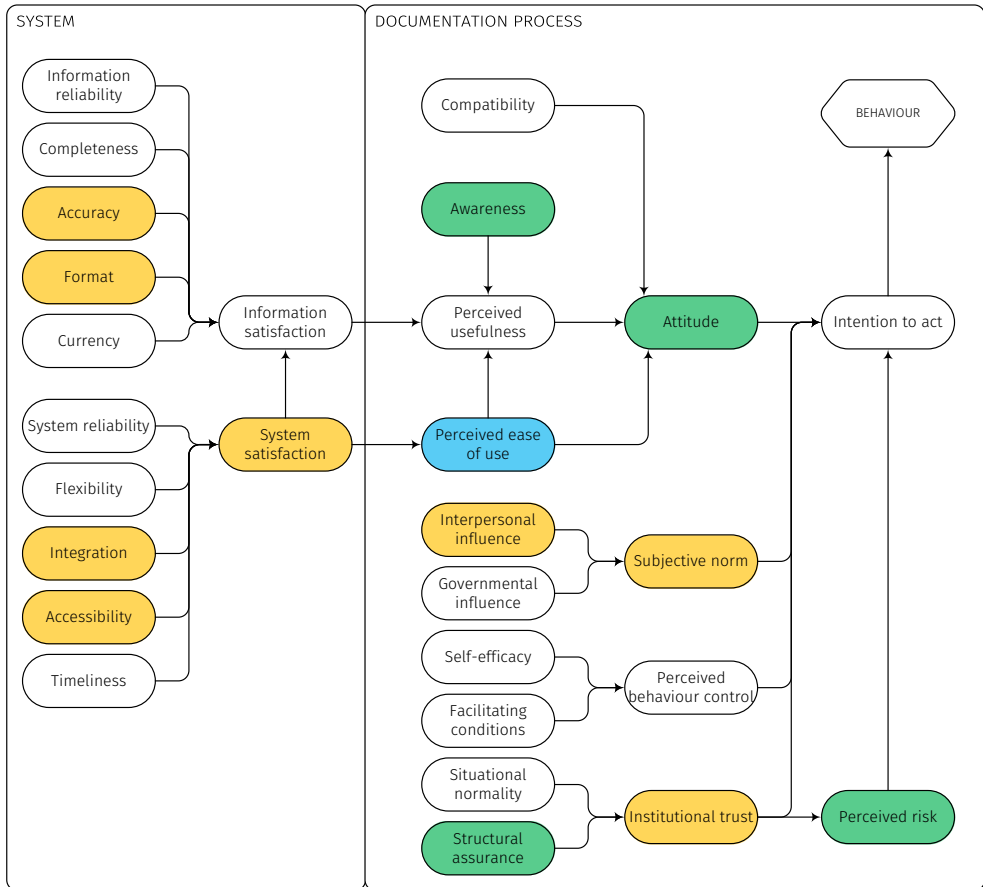 SYSTEM
Information
reliability
Completeness
Accuracy
Format
Currency
Information
satisfaction
System reliability
Flexibility
Integration
Accessibility
Timeliness
System
satisfaction
DOCUMENTATION PROCESS
Compatibility
Awareness
Perceived
usefulness
Perceived ease
of use
Attitude
Interpersonal
influence
Governmental
influence
Subjective norm
Self-efficacy
Facilitating
conditions
Perceived
behaviour control
Situational
normality
Structural
assurance
Institutional trust
BEHAVIOUR
Intention to act
Perceived risk